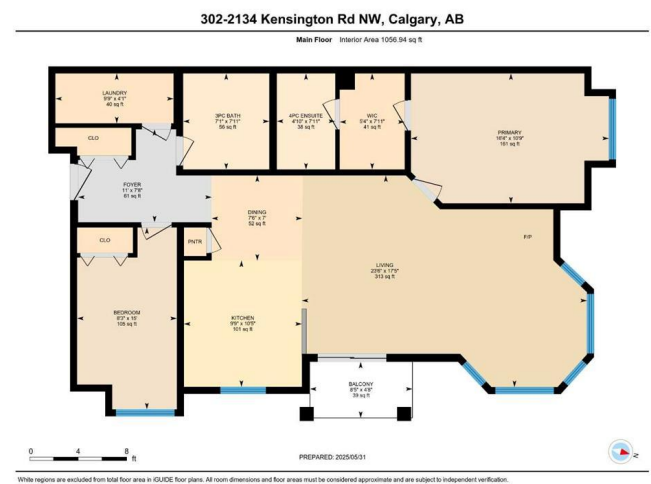 302-2134 Kensington Rd NW, Calgary, AB
Main Floor Interior Area 1056.94 sq ft
LAUNDRY
9'9" x 4'1"
40 sq ft
3PC BATH
7'1" x 7'11"
56 sq ft
4PC ENSUITE
4'10" x 7'11"
38 sq ft
WIC
5'4" x 7'11"
41 sq ft
PRIMARY
16'4" x 10'9"
161 sq ft
CLO
FOYER
11' x 7'8"
61 sq ft
DINING
7'6" x 7'
52 sq ft
CLO
PNTR
F/P
LIVING
23'8" x 17'5"
313 sq ft
BEDROOM
8'3" x 15'
105 sq ft
KITCHEN
9'9" x 10'5"
101 sq ft
BALCONY
8'5" x 4'8"
39 sq ft
0 4 8
ft
PREPARED: 2025/05/31
N
White regions are excluded from total floor area in iGUIDE floor plans. All room dimensions and floor areas must be considered approximate and are subject to independent verification.